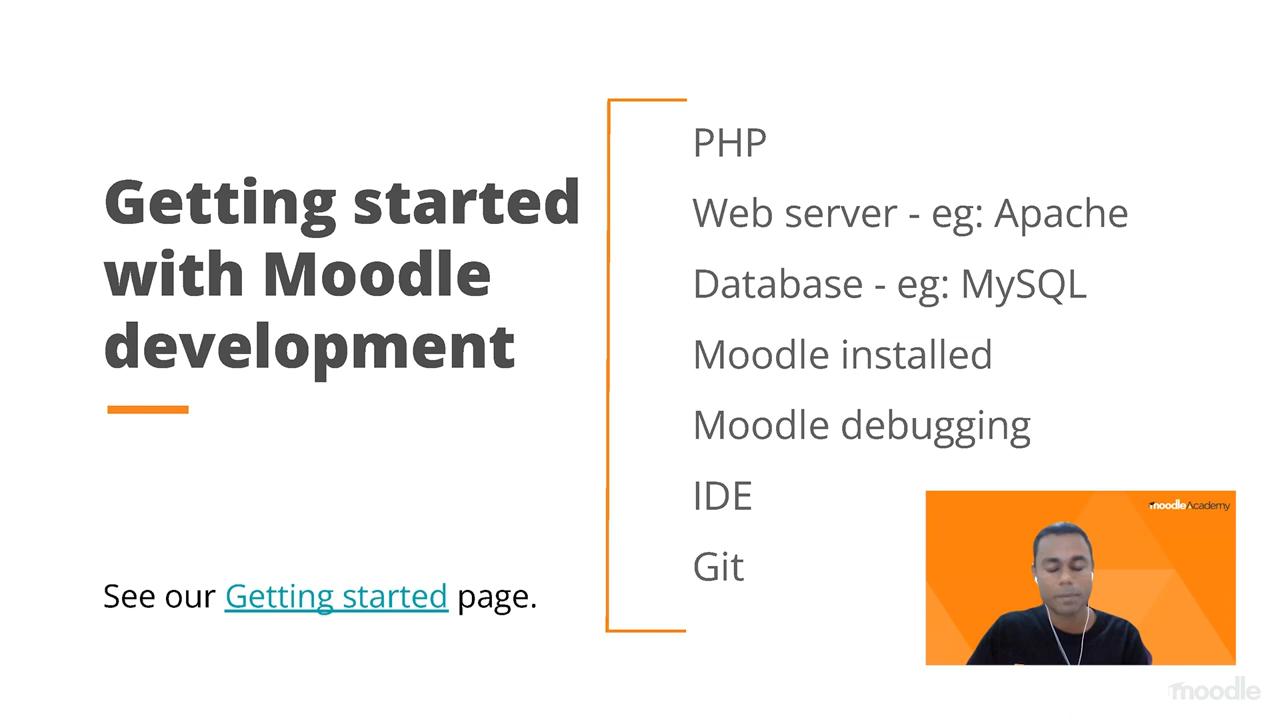 Getting started
with Moodle
development
See our Getting started page.
PHP
Web server - eg: Apache
Database - eg: MySQL
Moodle installed
Moodle debugging
IDE
Git
moodle Academy
moodle